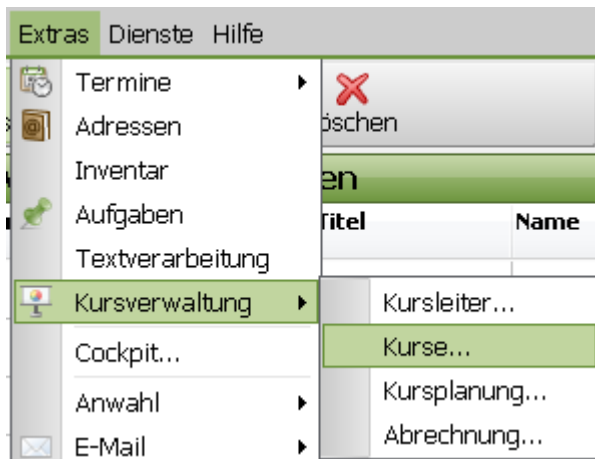 Extras Dienste Hilfe
Termine
Adressen
Inventar
Aufgaben
Textverarbeitung
Kursverwaltung
Cockpit...
Anwahl
E-Mail
öschen
en
Titel Name
Kursleiter...
Kurse...
Kursplanung...
Abrechnung...